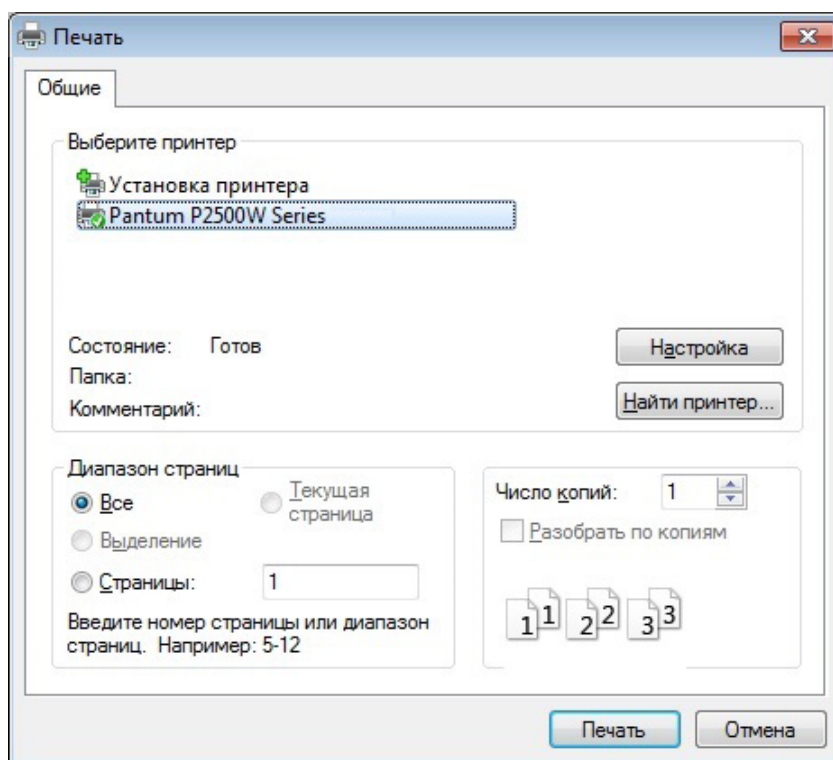 Печать
Общие
Выберите принтер
Установка принтера
Pantum P2500W Series
Состояние: Готов
Папка:
Комментарий:
Настройка
Найти принтер...
Диапазон страниц
Все
Текущая
страница
Выделение
Страницы: 1
Введите номер страницы или диапазон
страниц. Например: 5-12
Число копий: 1
Разобрать по копиям
1 1 2 2 3 3
Печать
Отмена